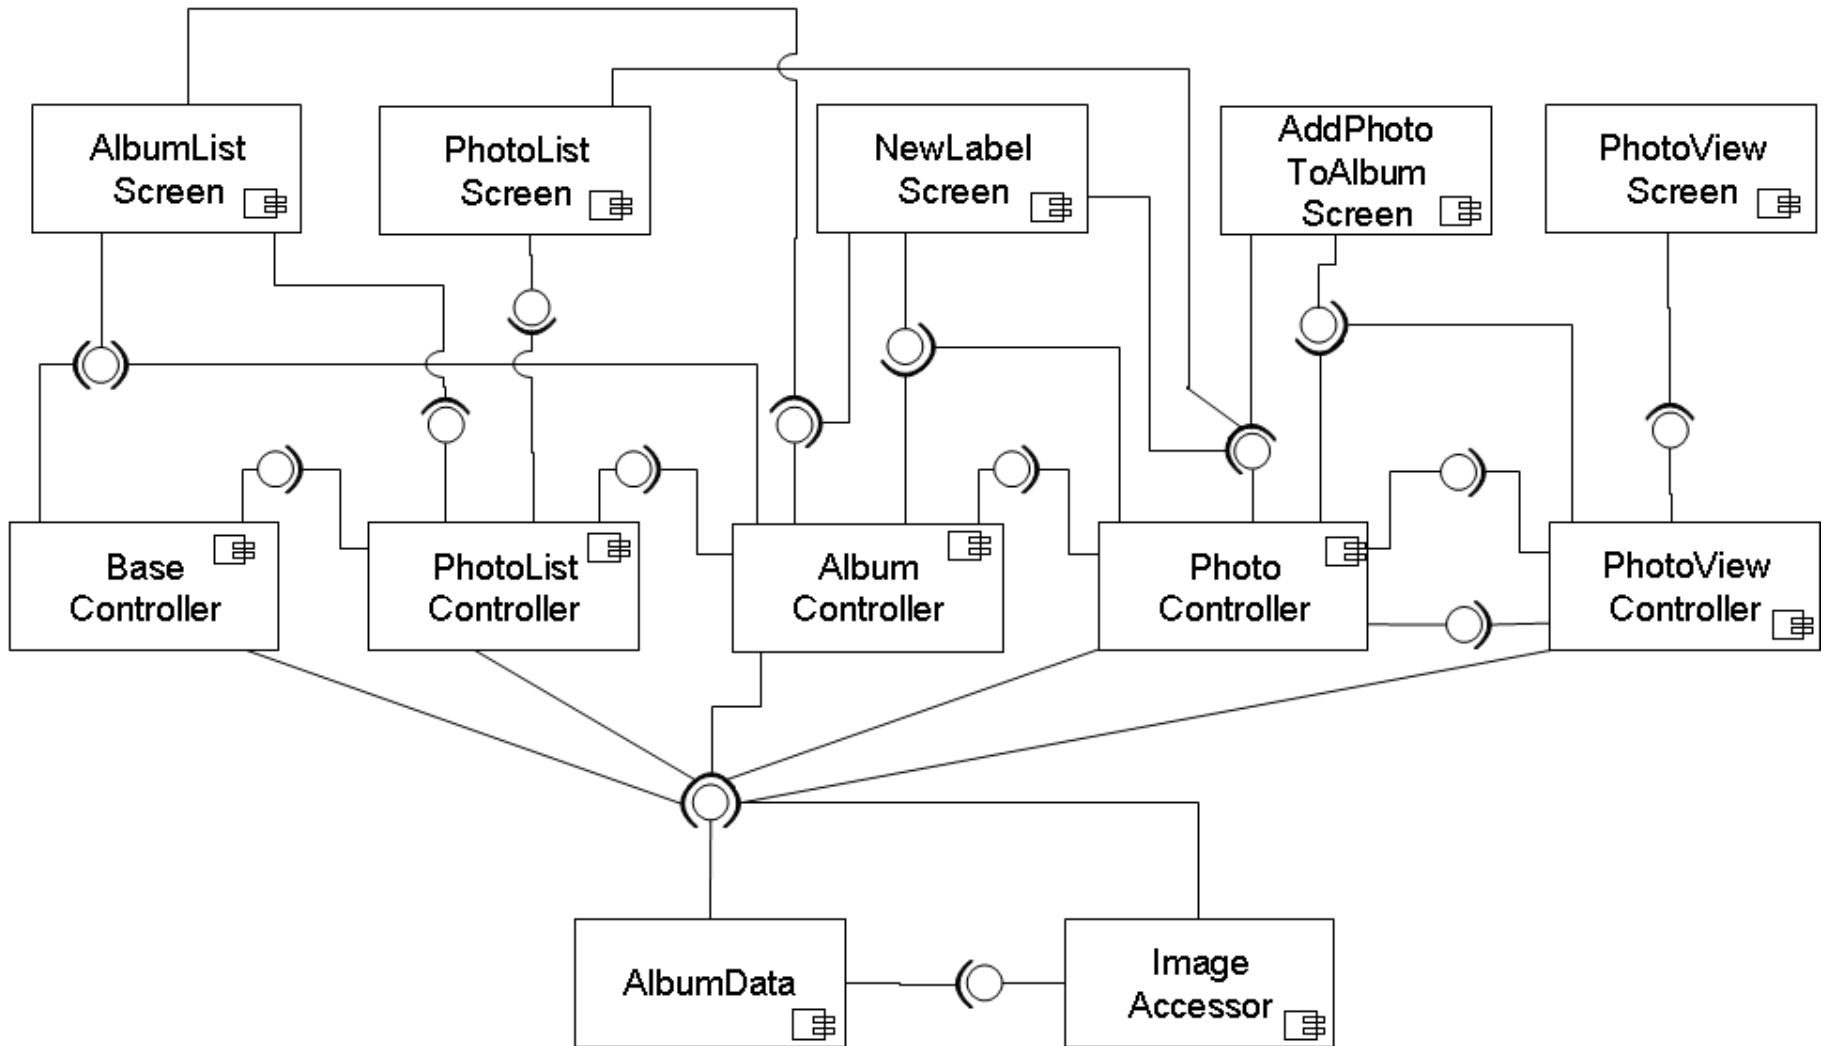 AlbumList
Screen
PhotoList
Screen
NewLabel
Screen
AddPhoto
ToAlbum
Screen
PhotoView
Screen
Base
Controller
PhotoList
Controller
Album
Controller
Photo
Controller
PhotoView
Controller
AlbumData
Image
Accessor